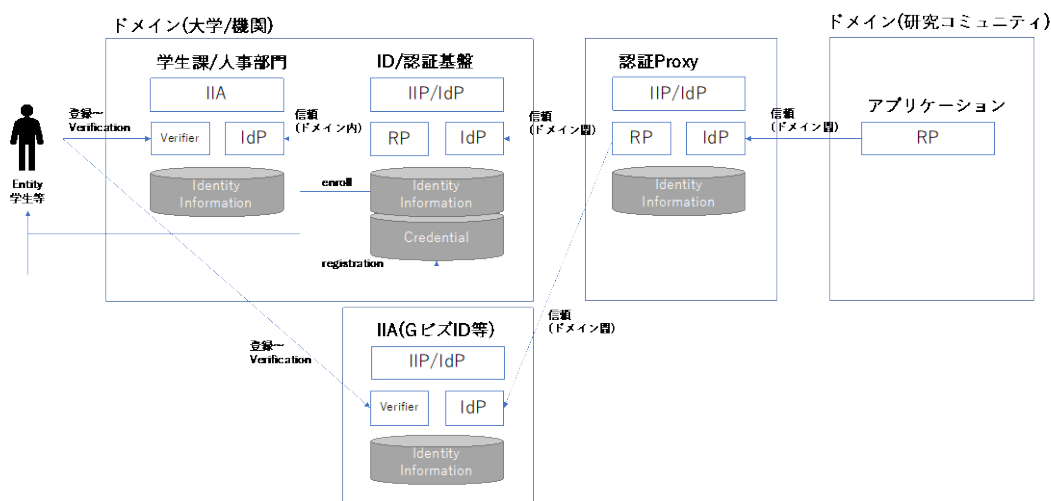 ドメイン(大学/機関)
学生課/人事部門
IIA
Verifier
IdP
Identity
Information
登録～
Verification
Entity
学生等
信頼
(ドメイン内)
ID/認証基盤
IIP/IdP
RP
IdP
Identity
Information
Credential
enroll
registration
信頼
(ドメイン間)
認証Proxy
IIP/IdP
RP
IdP
Identity
Information
信頼
(ドメイン間)
ドメイン(研究コミュニティ)
アプリケーション
RP
登録～
Verification
IIA(GビズID等)
IIP/IdP
Verifier
IdP
Identity
Information
信頼
(ドメイン間)